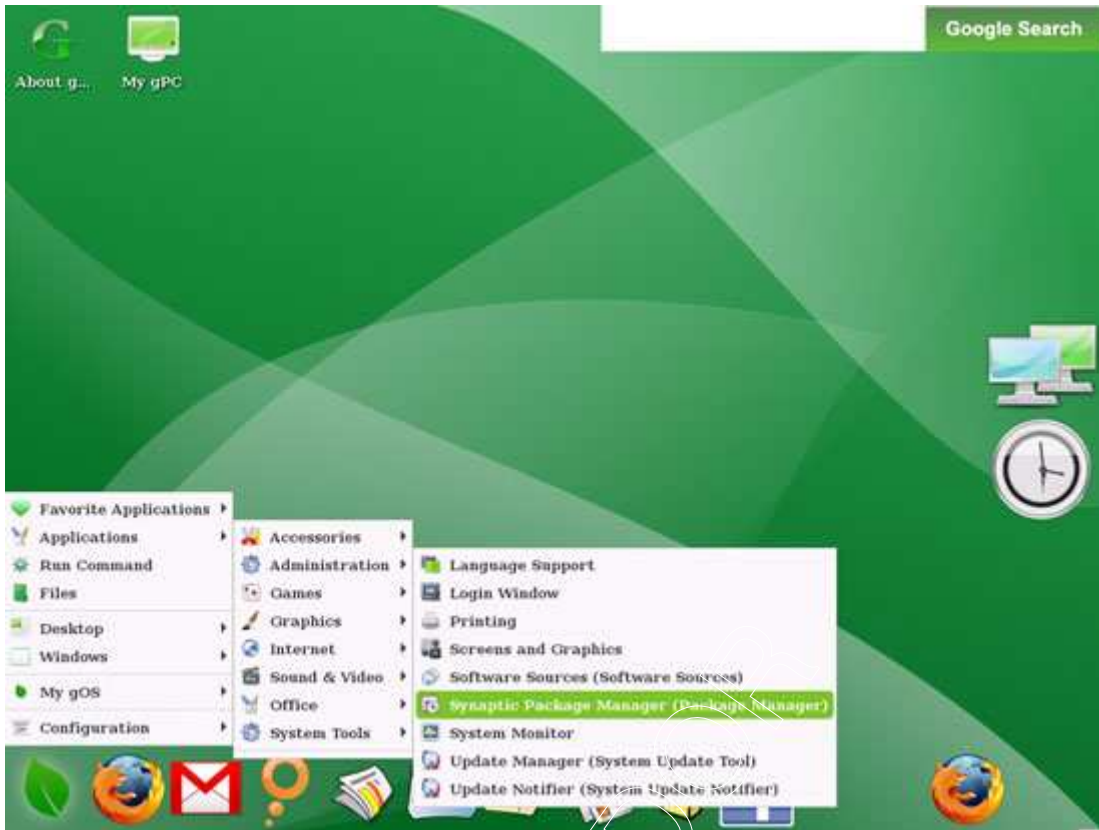 Google Search
About g...
My gPC
Favorite Applications
Applications
Run Command
Files
Desktop
Windows
My gOS
Configuration
Accessories
Administration
Games
Graphics
Internet
Sound & Video
Office
System Tools
Language Support
Login Window
Printing
Screens and Graphics
Software Sources (Software Sources)
Synaptic Package Manager (Package Manager)
System Monitor
Update Manager (System Update Tool)
Update Notifier (System Update Notifier)